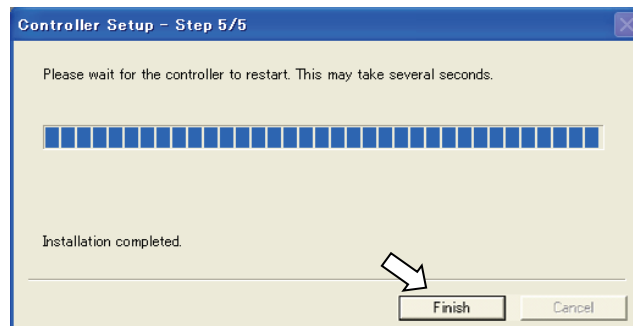 Controller Setup - Step 5/5
Please wait for the controller to restart. This may take several seconds.
Installation completed.
Finish
Cancel